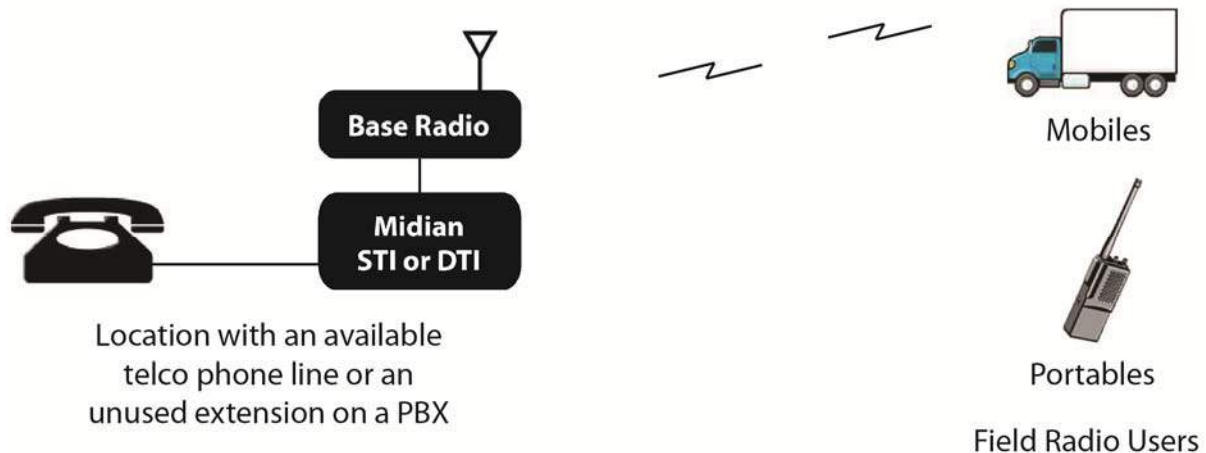 Base Radio
Midian
STI or DTI
Location with an available
telco phone line or an
unused extension on a PBX
Mobiles
Portables
Field Radio Users